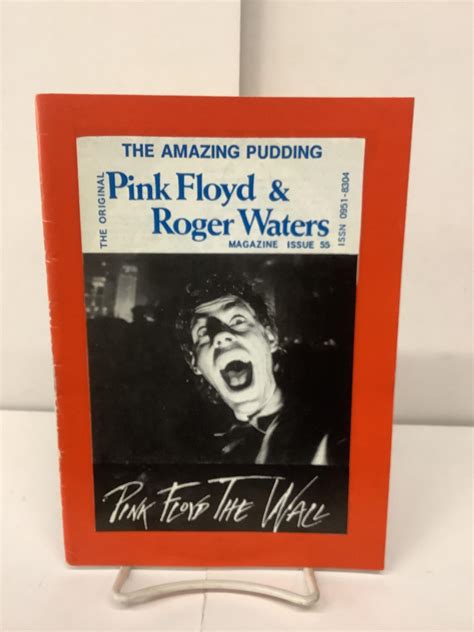 THE AMAZING PUDDING
THE ORIGINAL
Pink Floyd &
Roger Waters
MAGAZINE ISSUE 55
ISSN 0951-8304
PINK FLOYD THE WALL